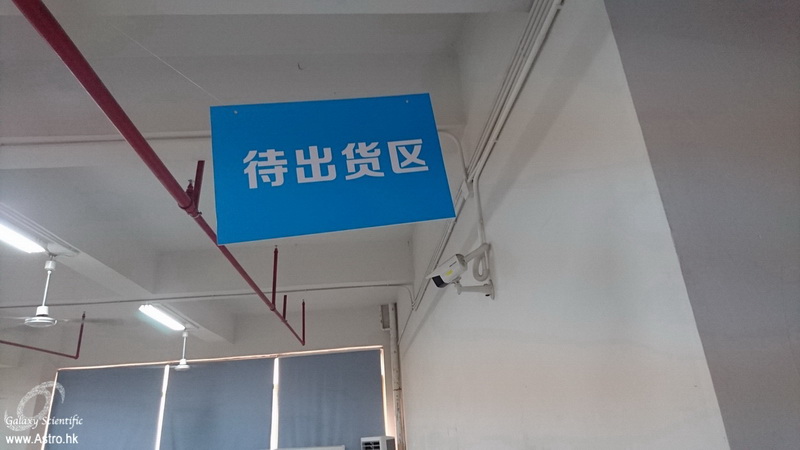 待出货区
Galaxy Scientific
www.Astro.hk